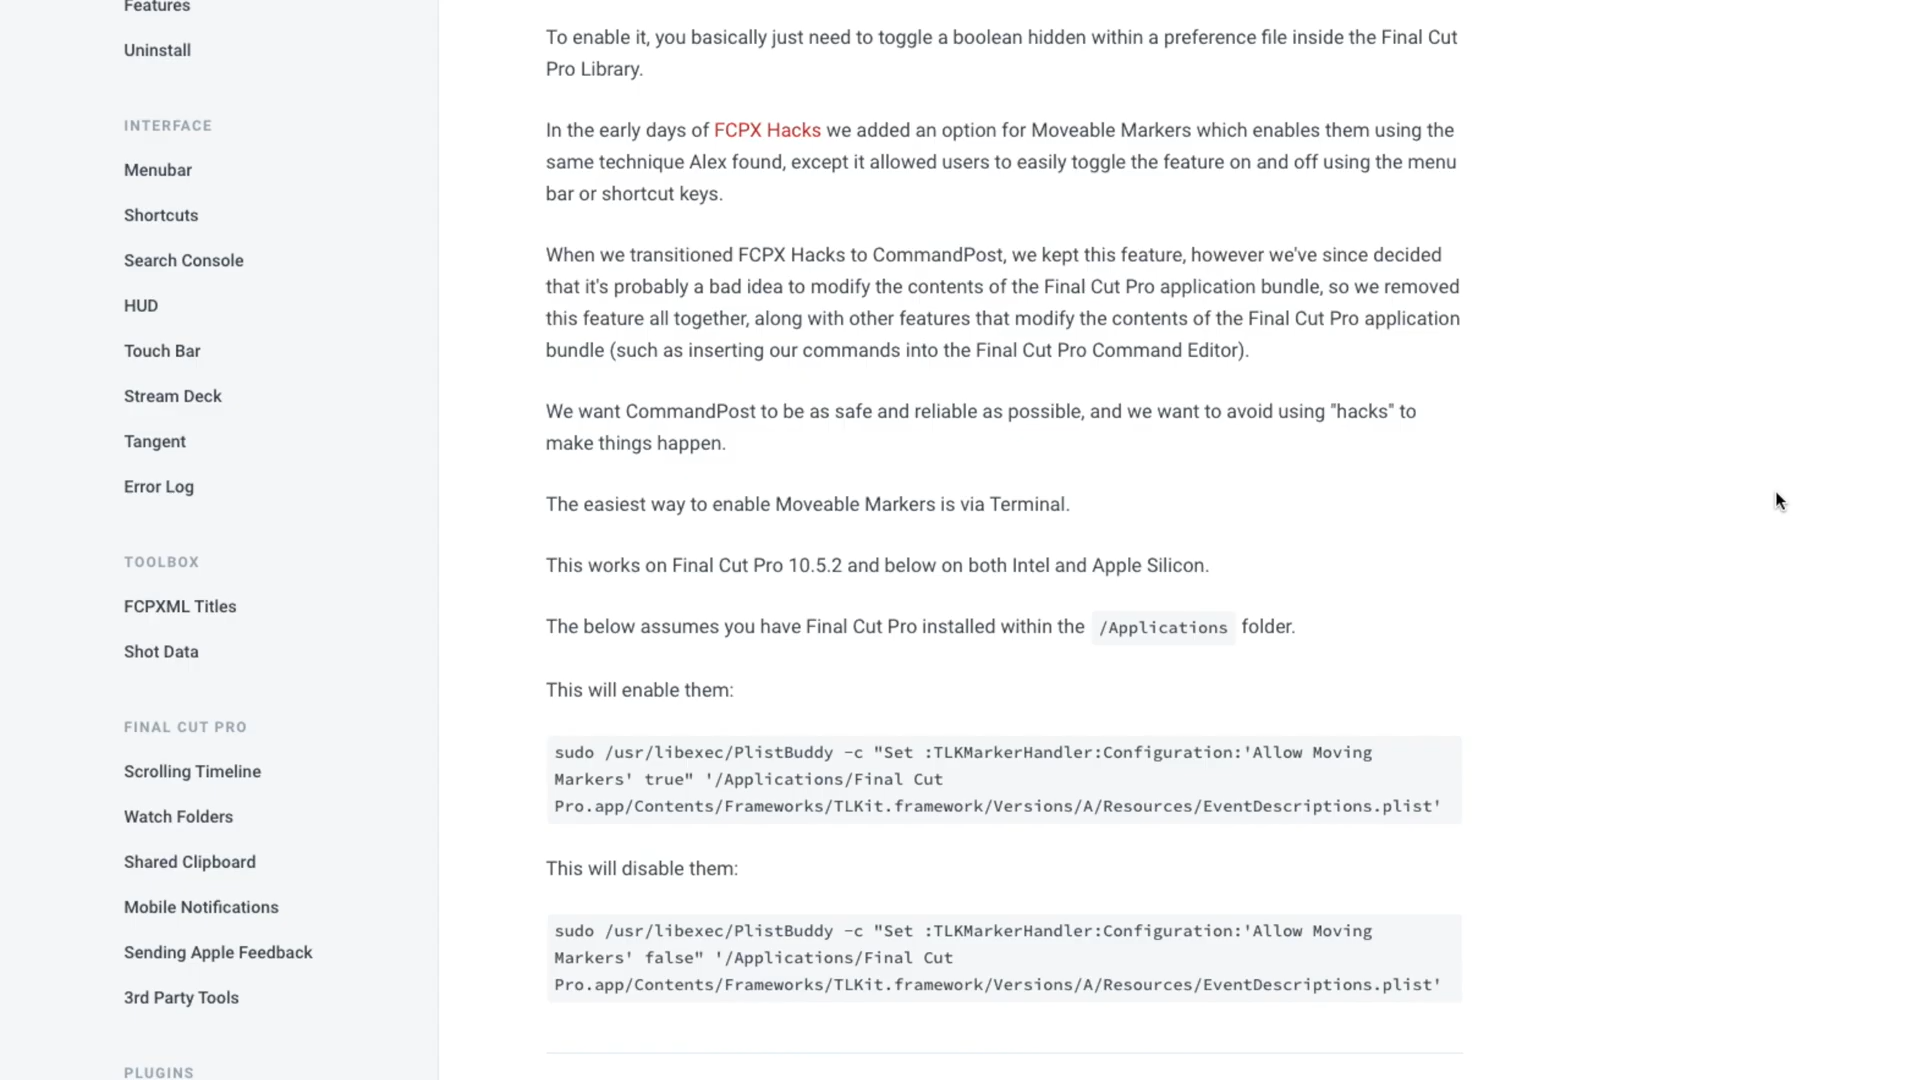 Features
Uninstall
INTERFACE
Menubar
Shortcuts
Search Console
HUD
Touch Bar
Stream Deck
Tangent
Error Log
TOOLBOX
FCPXML Titles
Shot Data
FINAL CUT PRO
Scrolling Timeline
Watch Folders
Shared Clipboard
Mobile Notifications
Sending Apple Feedback
3rd Party Tools
PLUGINS
To enable it, you basically just need to toggle a boolean hidden within a preference file inside the Final Cut
Pro Library.
In the early days of FCPX Hacks we added an option for Moveable Markers which enables them using the
same technique Alex found, except it allowed users to easily toggle the feature on and off using the menu
bar or shortcut keys.
When we transitioned FCPX Hacks to CommandPost, we kept this feature, however we've since decided
that it's probably a bad idea to modify the contents of the Final Cut Pro application bundle, so we removed
this feature all together, along with other features that modify the contents of the Final Cut Pro application
bundle (such as inserting our commands into the Final Cut Pro Command Editor).
We want CommandPost to be as safe and reliable as possible, and we want to avoid using "hacks" to
make things happen.
The easiest way to enable Moveable Markers is via Terminal.
This works on Final Cut Pro 10.5.2 and below on both Intel and Apple Silicon.
The below assumes you have Final Cut Pro installed within the /Applications folder.
This will enable them:
sudo /usr/libexec/PlistBuddy -c "Set :TLKMarkerHandler:Configuration:'Allow Moving
Markers' true" '/Applications/Final Cut
Pro.app/Contents/Frameworks/TLKit.framework/Versions/A/Resources/EventDescriptions.plist'
This will disable them:
sudo /usr/libexec/PlistBuddy -c "Set :TLKMarkerHandler:Configuration:'Allow Moving
Markers' false" '/Applications/Final Cut
Pro.app/Contents/Frameworks/TLKit.framework/Versions/A/Resources/EventDescriptions.plist'